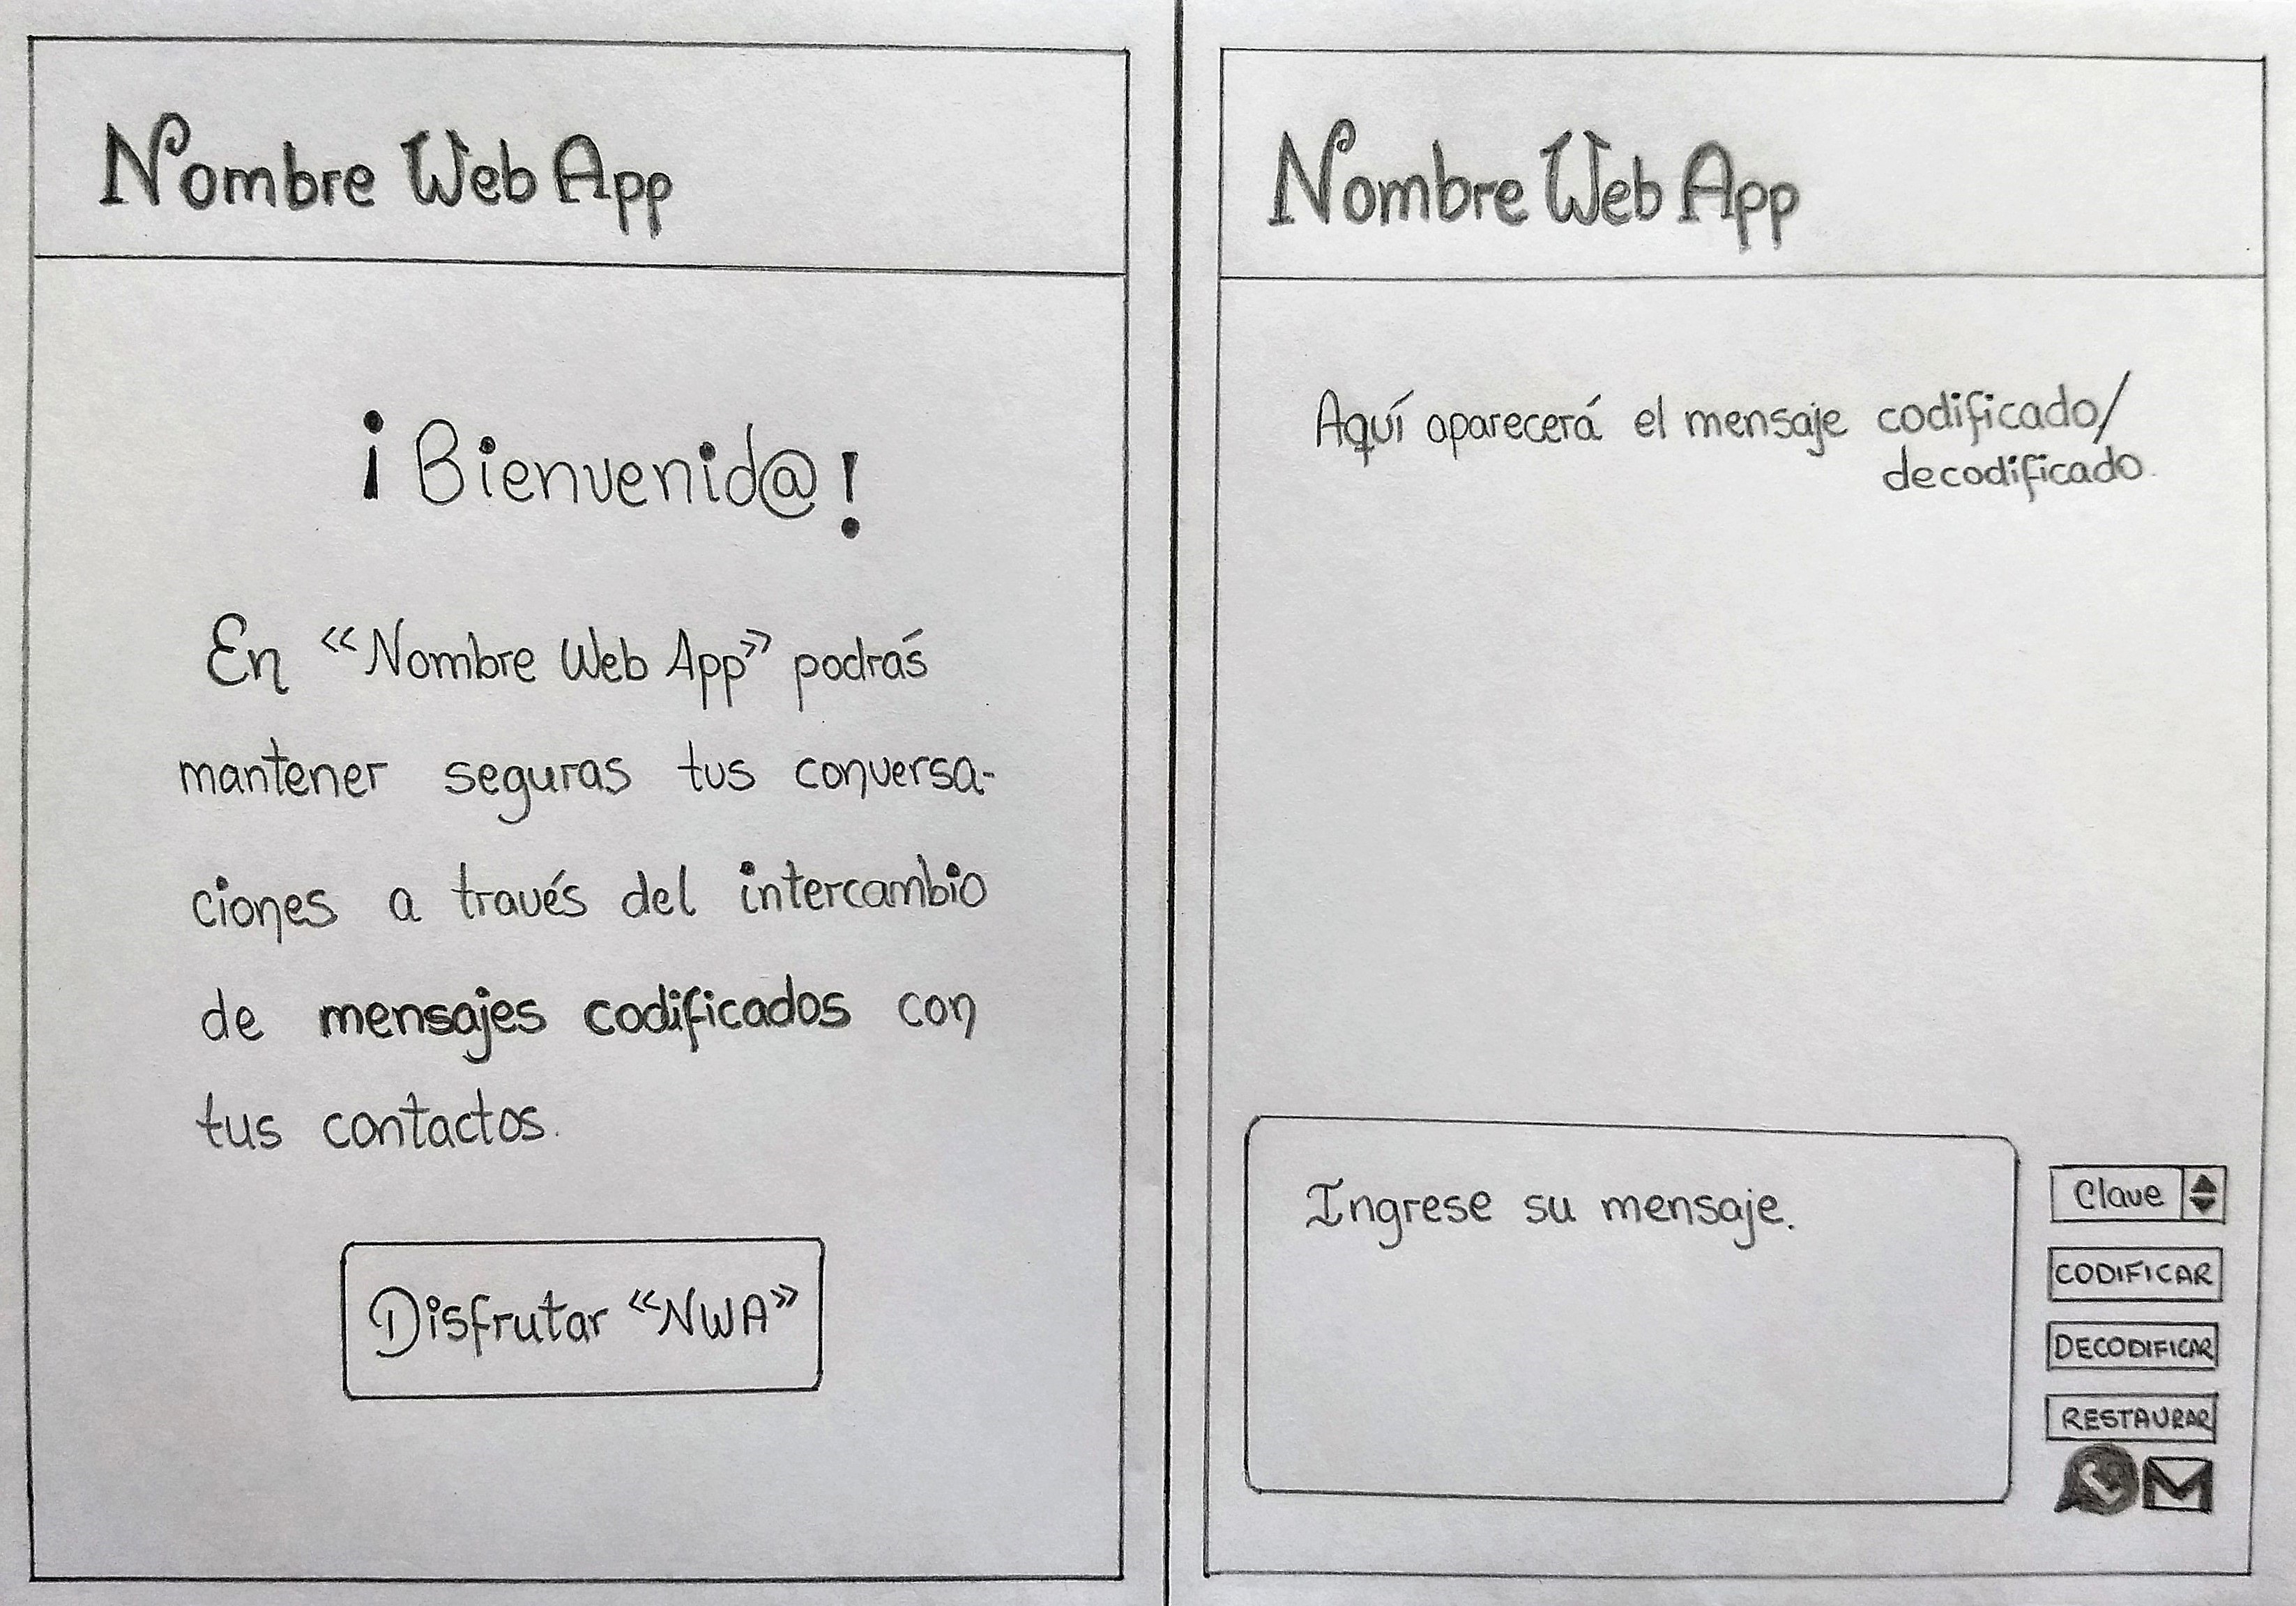 Nombre Web App
¡Bienvenid@!
En «Nombre Web App» podrás
mantener seguras tus conversa-
ciones a través del intercambio
de mensajes codificados con
tus contactos.
Disfrutar «NWA»
Nombre Web App
Aquí aparecerá el mensaje codificado/
decodificado.
Ingrese su mensaje.
Clave
CODIFICAR
DECODIFICAR
RESTAURAR